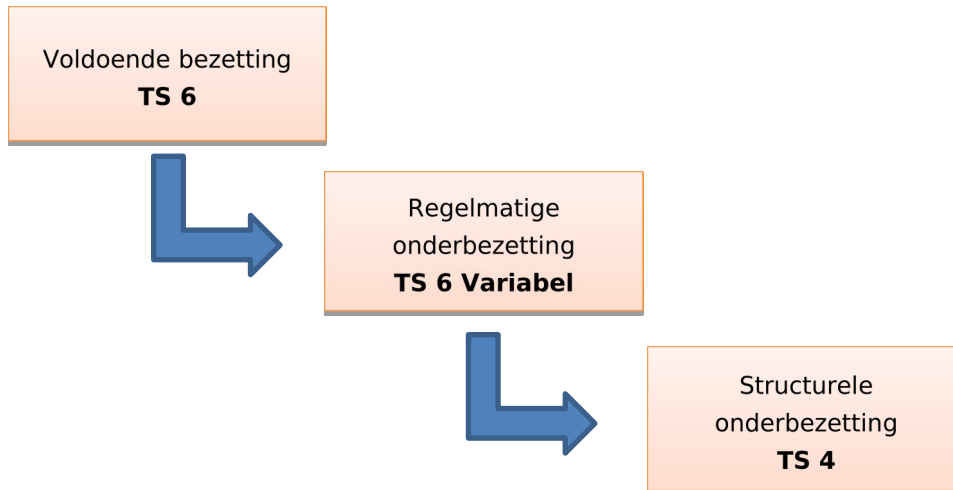 Voldoende bezetting
TS 6
Regelmatige
onderbezetting
TS 6 Variabel
Structurele
onderbezetting
TS 4